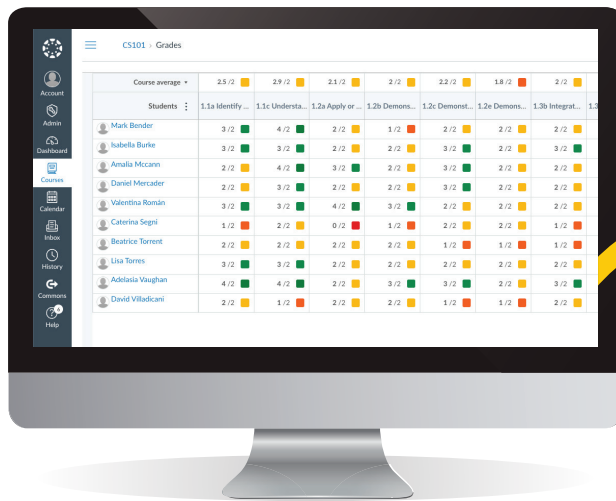 CS101 > Grades
Account
Admin
Dashboard
Courses
Calendar
Inbox
History
Commons
6
Help
Course average 2.5 /2 2.9 /2 2.1 /2 2 /2 2.2 /2 1.8 /2 2 /2
Students 1.1a Identify ... 1.1c Understa... 1.2a Apply or ... 1.2b Demons... 1.2c Demonst... 1.2e Demons... 1.3b Integrat... 1.3
Mark Bender 3 /2 4 /2 2 /2 1 /2 2 /2 2 /2 2 /2
Isabella Burke 3 /2 3 /2 2 /2 2 /2 3 /2 2 /2 3 /2
Amalia Mccann 2 /2 4 /2 3 /2 2 /2 3 /2 2 /2 2 /2
Daniel Mercader 2 /2 3 /2 2 /2 2 /2 3 /2 2 /2 2 /2
Valentina Román 3 /2 3 /2 4 /2 3 /2 2 /2 2 /2 2 /2
Caterina Segni 1 /2 2 /2 0 /2 1 /2 2 /2 2 /2 1 /2
Beatrice Torrent 2 /2 2 /2 2 /2 2 /2 1 /2 1 /2 1 /2
Lisa Torres 3 /2 3 /2 2 /2 2 /2 2 /2 2 /2 2 /2
Adelasia Vaughan 4 /2 4 /2 2 /2 3 /2 3 /2 2 /2 3 /2
David Villadicani 2 /2 1 /2 2 /2 2 /2 1 /2 1 /2 2 /2